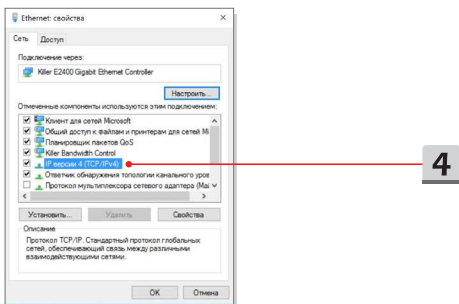 Ethernet: свойства
Сеть Доступ
Подключение через:
Killer E2400 Gigabit Ethernet Controller
Настроить...
Отмеченные компоненты используются этим подключением:
Клиент для сетей Microsoft
Общий доступ к файлам и принтерам для сетей Mi
Планировщик пакетов QoS
Killer Bandwidth Control
IP версии 4 (TCP/IPv4)
Ответчик обнаружения топологии канального уров
Протокол мультиплексора сетевого адаптера (Май
4
Установить... Удалить Свойства
Описание
Протокол TCP/IP. Стандартный протокол глобальных
сетей, обеспечивающий связь между различными
взаимодействующими сетями.
OK Отмена